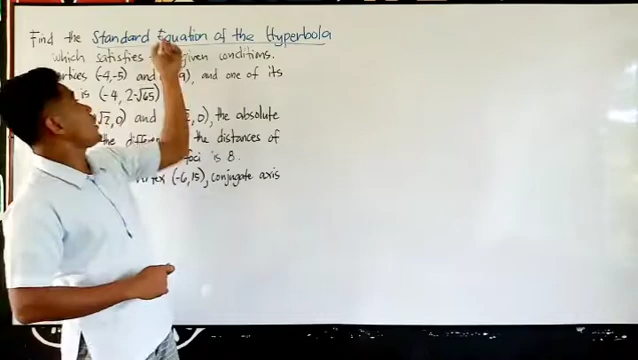 Find the Standard Equation of the Hyperbola
which satisfies given conditions.
(-4,-5) and 9), and one of its
is (-4, 2-√65)
√2, 0) and , 0), the absolute
the the distances of
foci is 8.
(-6, 15), conjugate axis